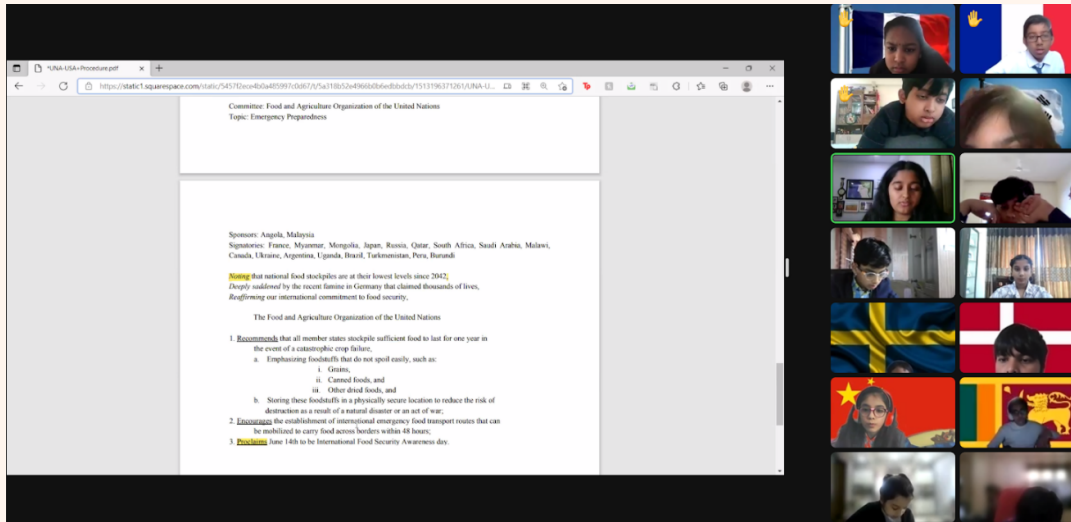 *UNA-USA+Procedure.pdf
Committee: Food and Agriculture Organization of the United Nations
Topic: Emergency Preparedness
Sponsors: Angola, Malaysia
Signatories: France, Myanmar, Mongolia, Japan, Russia, Qatar, South Africa, Saudi Arabia, Malawi,
Canada, Ukraine, Argentina, Uganda, Brazil, Turkmenistan, Peru, Burundi
Noting that national food stockpiles are at their lowest levels since 2042,
Deeply saddened by the recent famine in Germany that claimed thousands of lives,
Reaffirming our international commitment to food security,
The Food and Agriculture Organization of the United Nations
1. Recommends that all member states stockpile sufficient food to last for one year in
the event of a catastrophic crop failure,
a. Emphasizing foodstuffs that do not spoil easily, such as:
i. Grains,
ii. Canned foods, and
iii. Other dried foods, and
b. Storing these foodstuffs in a physically secure location to reduce the risk of
destruction as a result of a natural disaster or an act of war;
2. Encourages the establishment of international emergency food transport routes that can
be mobilized to carry food across borders within 48 hours;
3. Proclaims June 14th to be International Food Security Awareness day.